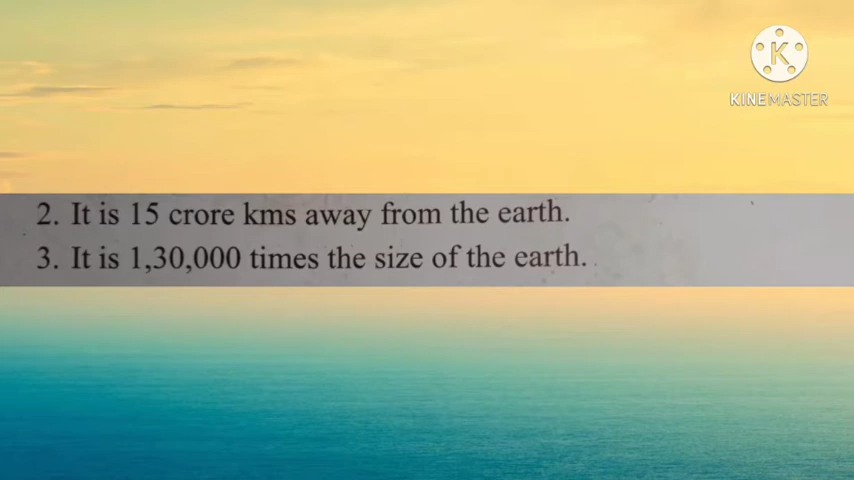 KINEMASTER
2. It is 15 crore kms away from the earth.
3. It is 1,30,000 times the size of the earth.